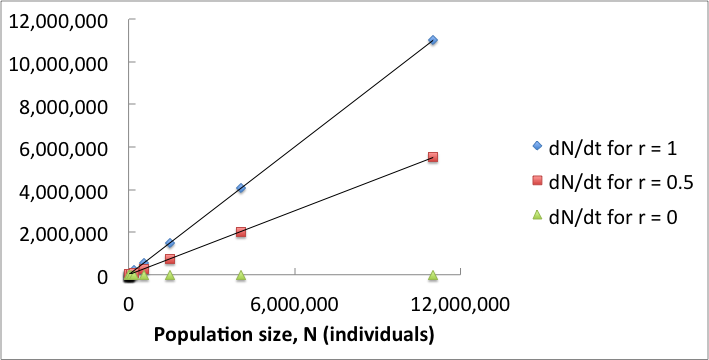 12,000,000
10,000,000
8,000,000
6,000,000
4,000,000
2,000,000
0
0
6,000,000
12,000,000
Population size, N (individuals)
dN/dt for r = 1
dN/dt for r = 0.5
dN/dt for r = 0